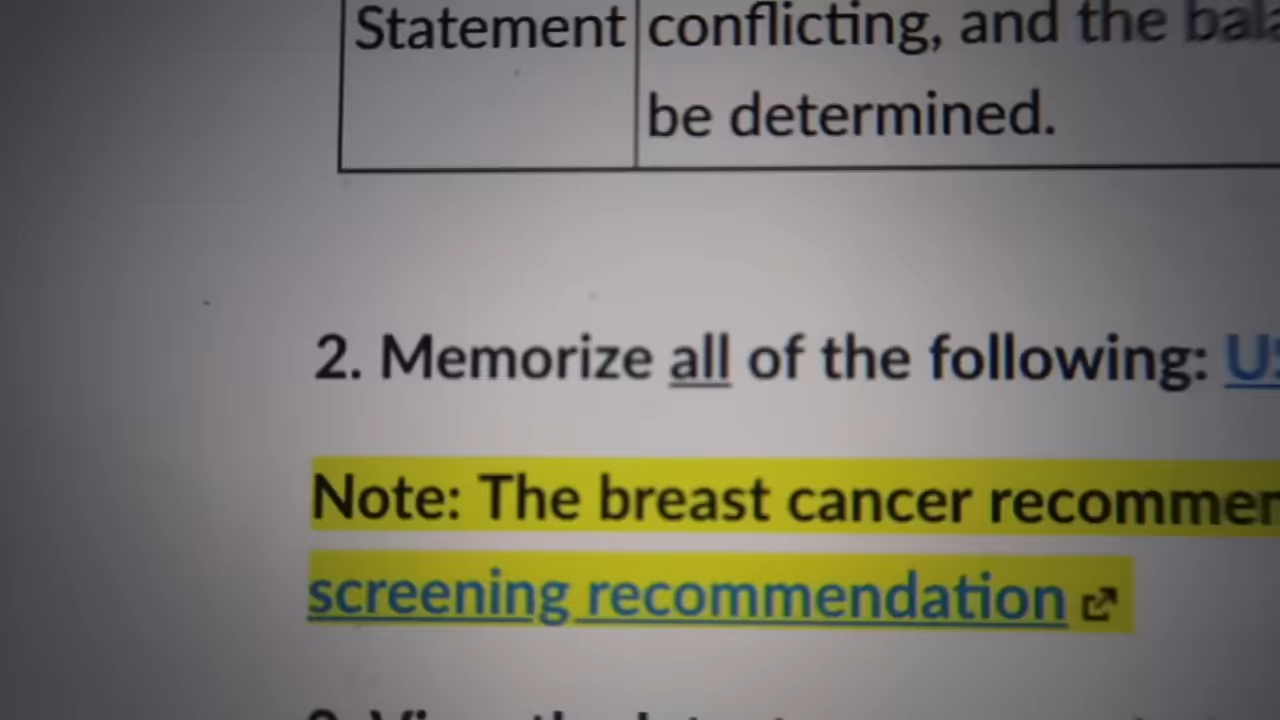 Statement conflicting, and the
be determined.
2. Memorize all of the following:
Note: The breast cancer
screening recommendation